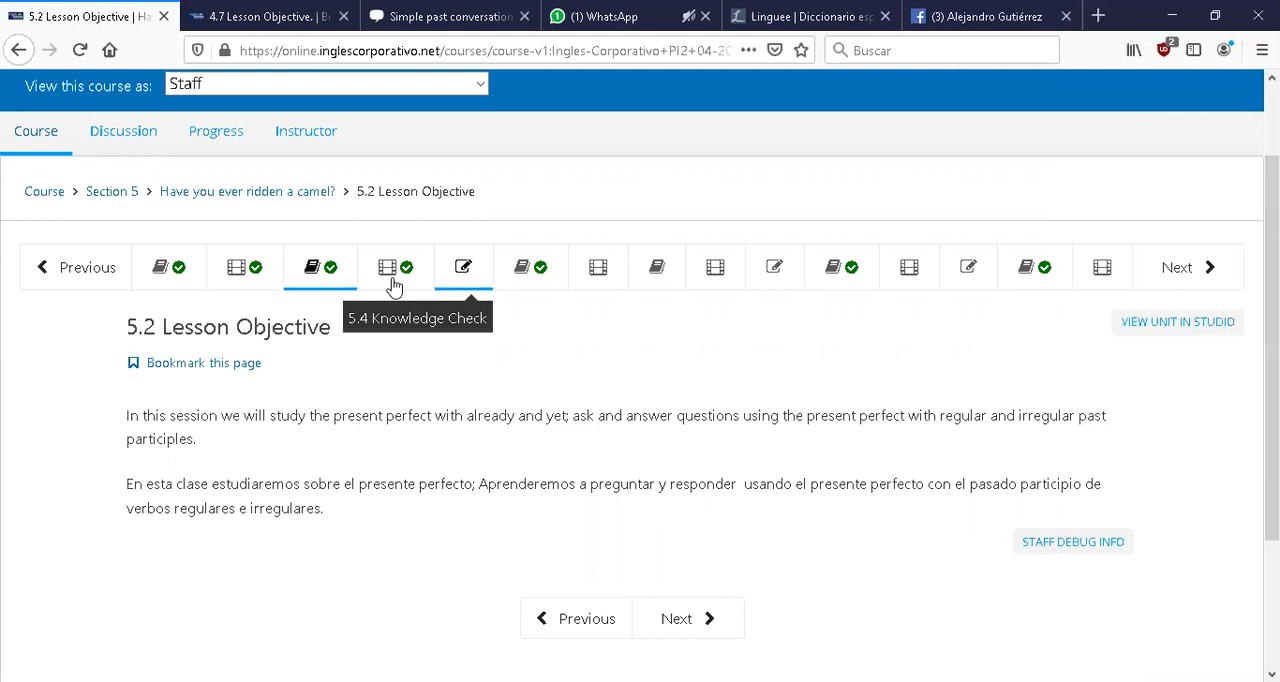 5.2 Lesson Objective | Ha
4.7 Lesson Objective. | Br
Simple past conversation
(1) WhatsApp
Linguee | Diccionario esp
(3) Alejandro Gutiérrez
https://online.inglescorporativo.net/courses/course-v1:Ingles-Corporativo+PI2+04-20
Buscar
2
View this course as:
Staff
Course
Discussion
Progress
Instructor
Course > Section 5 > Have you ever ridden a camel? > 5.2 Lesson Objective
Previous
Next
5.4 Knowledge Check
5.2 Lesson Objective
VIEW UNIT IN STUDIO
Bookmark this page
In this session we will study the present perfect with already and yet; ask and answer questions using the present perfect with regular and irregular past
participles.
En esta clase estudiaremos sobre el presente perfecto; Aprenderemos a preguntar y responder usando el presente perfecto con el pasado participio de
verbos regulares e irregulares.
STAFF DEBUG INFO
Previous
Next